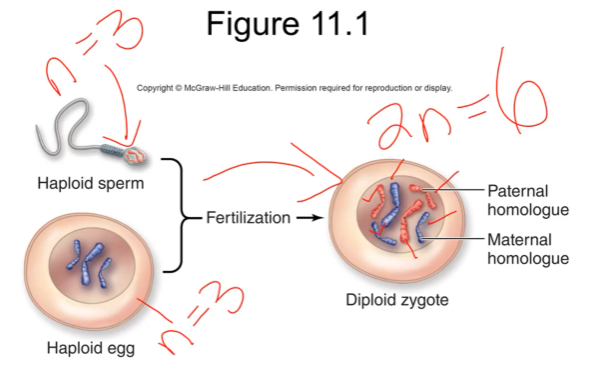 Figure 11.1
n=3
Copyright © McGraw-Hill Education. Permission required for reproduction or display.
2n=6
Haploid sperm
Fertilization
Paternal
homologue
Maternal
homologue
Diploid zygote
n=3
Haploid egg